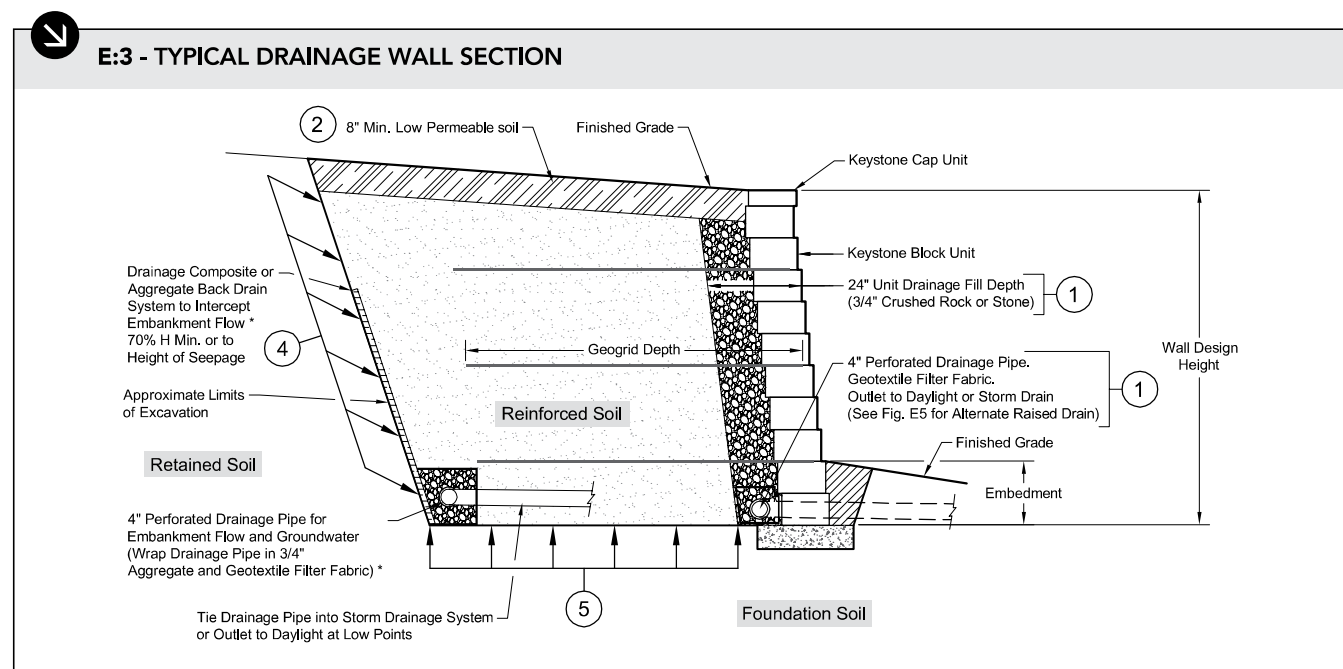 E:3 - TYPICAL DRAINAGE WALL SECTION
2
8" Min. Low Permeable soil
Finished Grade
Keystone Cap Unit
Keystone Block Unit
24" Unit Drainage Fill Depth
(3/4" Crushed Rock or Stone)
1
Drainage Composite or
Aggregate Back Drain
System to Intercept
Embankment Flow *
70% H Min. or to
Height of Seepage
4
Geogrid Depth
Wall Design
Height
4" Perforated Drainage Pipe.
Geotextile Filter Fabric.
Outlet to Daylight or Storm Drain
(See Fig. E5 for Alternate Raised Drain)
1
Approximate Limits
of Excavation
Reinforced Soil
Finished Grade
Retained Soil
Embedment
4" Perforated Drainage Pipe for
Embankment Flow and Groundwater
(Wrap Drainage Pipe in 3/4"
Aggregate and Geotextile Filter Fabric) *
5
Tie Drainage Pipe into Storm Drainage System
or Outlet to Daylight at Low Points
Foundation Soil